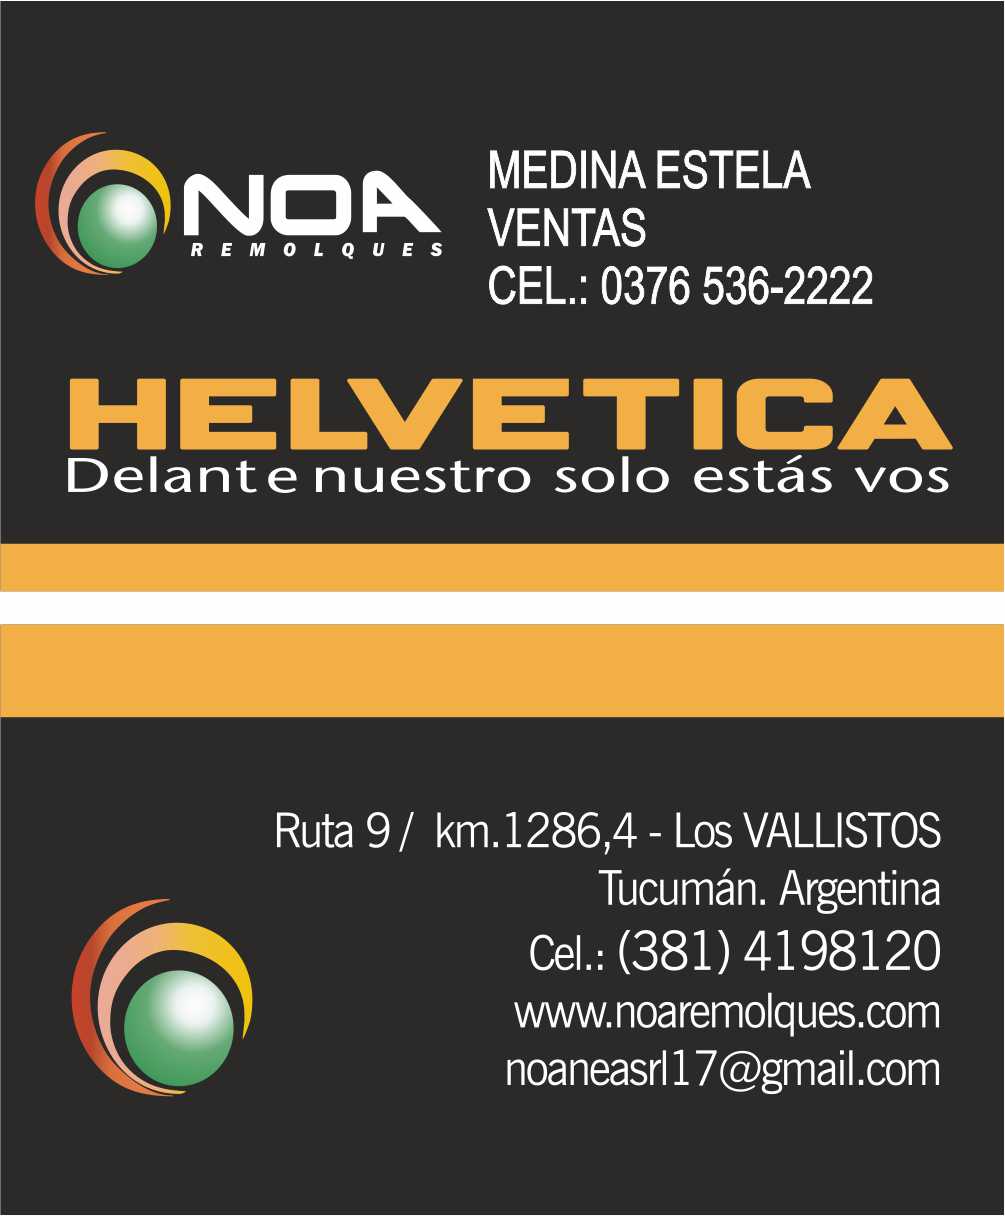 NOA
REMOLQUES
MEDINA ESTELA
VENTAS
CEL.: 0376 536-2222
HELVETICA
Delante nuestro solo estás vos
Ruta 9 / km.1286,4 - Los VALLISTOS
Tucumán. Argentina
Cel.: (381) 4198120
www.noaremolques.com
noaneasrl17@gmail.com